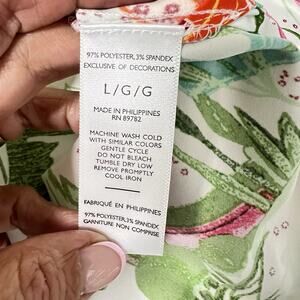 97% POLYESTER, 3% SPANDEX
EXCLUSIVE OF DECORATIONS
L/G/G
MADE IN PHILIPPINES
RN 89782
MACHINE WASH COLD
WITH SIMILAR COLORS
GENTLE CYCLE
DO NOT BLEACH
TUMBLE DRY LOW
REMOVE PROMPTLY
COOL IRON
FABRIQUÉ EN PHILIPPINES
97% POLYESTER, 3% SPANDEX
GARNITURE NON COMPRISE